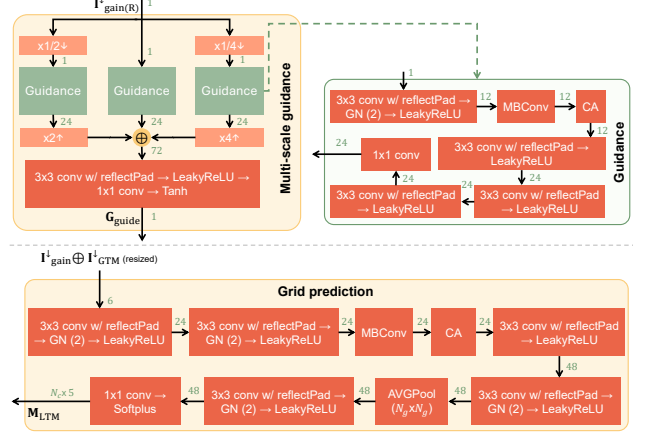 I↓gain(R)
1
x1/2↓
x1/4↓
1
1
Guidance
Guidance
Guidance
24
24
24
x2↑
⊕
x4↑
72
3x3 conv w/ reflectPad → LeakyReLU →
1x1 conv → Tanh
Multi-scale guidance
Gguide
1
1
3x3 conv w/ reflectPad →
GN (2) → LeakyReLU
12
MBConv
12
CA
12
3x3 conv w/ reflectPad →
LeakyReLU
24
3x3 conv w/ reflectPad
→ LeakyReLU
24
3x3 conv w/ reflectPad
→ LeakyReLU
24
1x1 conv
24
Guidance
I↓gain ⊕ I↓GTM (resized)
Grid prediction
6
3x3 conv w/ reflectPad
→ GN (2) → LeakyReLU
24
3x3 conv w/ reflectPad →
GN (2) → LeakyReLU
24
MBConv
24
CA
24
3x3 conv w/ reflectPad
→ LeakyReLU
48
3x3 conv w/ reflectPad →
GN (2) → LeakyReLU
48
AVGPool
(Ng x Ng)
48
3x3 conv w/ reflectPad →
GN (2) → LeakyReLU
48
1x1 conv →
Softplus
Nc x 5
MLTM